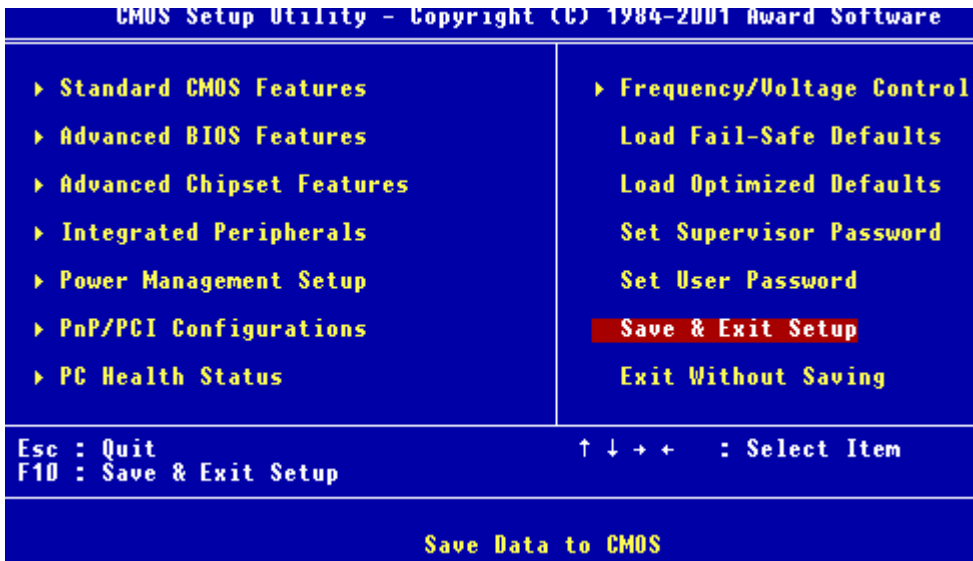 CMOS Setup Utility - Copyright (C) 1984-2001 Award Software
Standard CMOS Features
Advanced BIOS Features
Advanced Chipset Features
Integrated Peripherals
Power Management Setup
PnP/PCI Configurations
PC Health Status
Frequency/Voltage Control
Load Fail-Safe Defaults
Load Optimized Defaults
Set Supervisor Password
Set User Password
Save & Exit Setup
Exit Without Saving
Esc : Quit
F10 : Save & Exit Setup
↑ ↓ → ← : Select Item
Save Data to CMOS